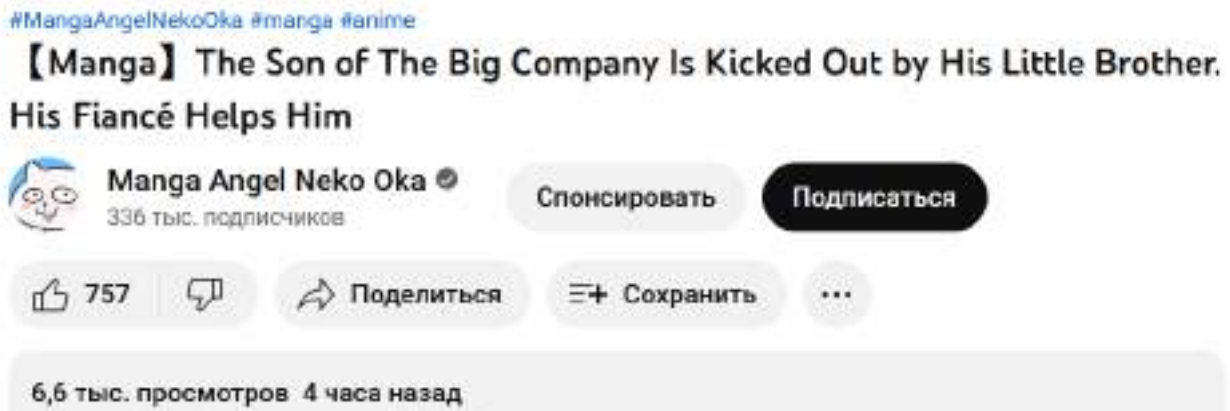 #MangaAngelNekoOka #manga #anime
【Manga】The Son of The Big Company Is Kicked Out by His Little Brother.
His Fiancé Helps Him
Manga Angel Neko Oka
336 тыс. подписчиков
Спонсировать
Подписаться
757
Поделиться
Сохранить
6,6 тыс. просмотров 4 часа назад